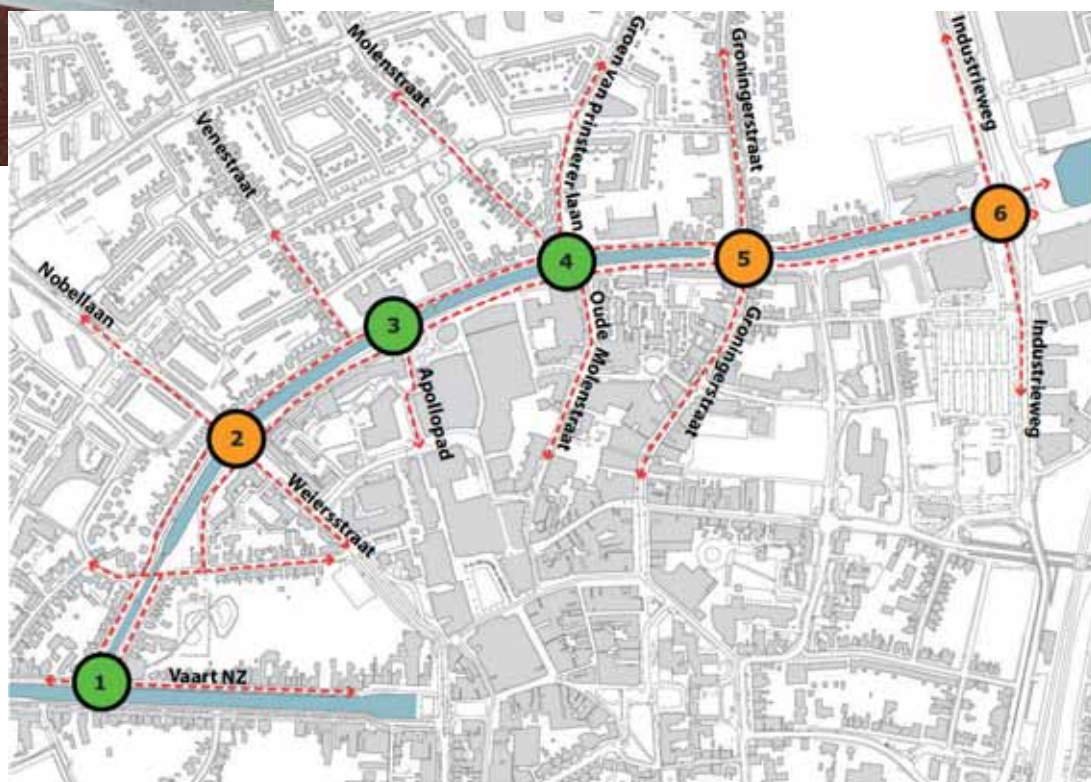 Molenstraat
Groen van Prinsterer laan
Groningerstraat
Industrieweg
Venestraat
Nobellaan
6
5
4
3
2
1
Oude Molenstraat
Groningerstraat
Industrieweg
Apollopad
Weiersstraat
Vaart NZ